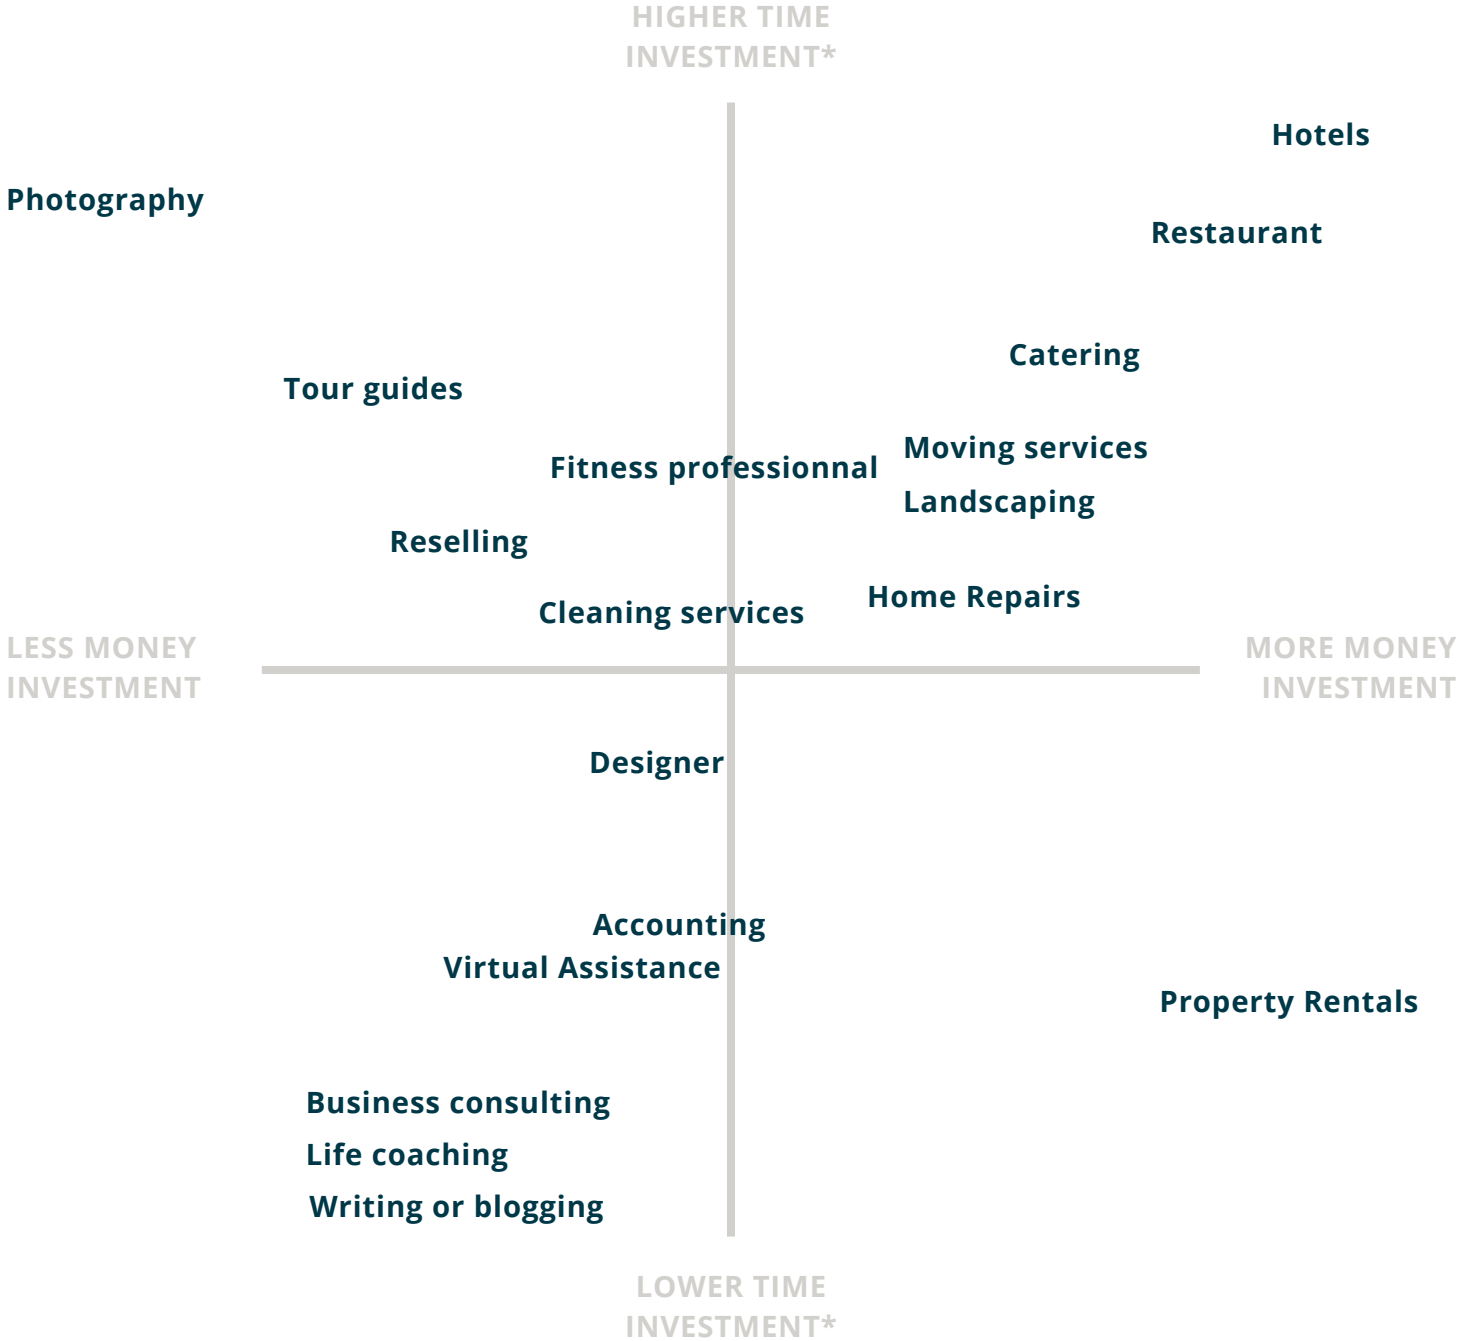 HIGHER TIME
INVESTMENT*
Hotels
Photography
Restaurant
Catering
Tour guides
Moving services
Fitness professionnal
Landscaping
Reselling
Home Repairs
Cleaning services
LESS MONEY
INVESTMENT
MORE MONEY
INVESTMENT
Designer
Accounting
Virtual Assistance
Property Rentals
Business consulting
Life coaching
Writing or blogging
LOWER TIME
INVESTMENT*